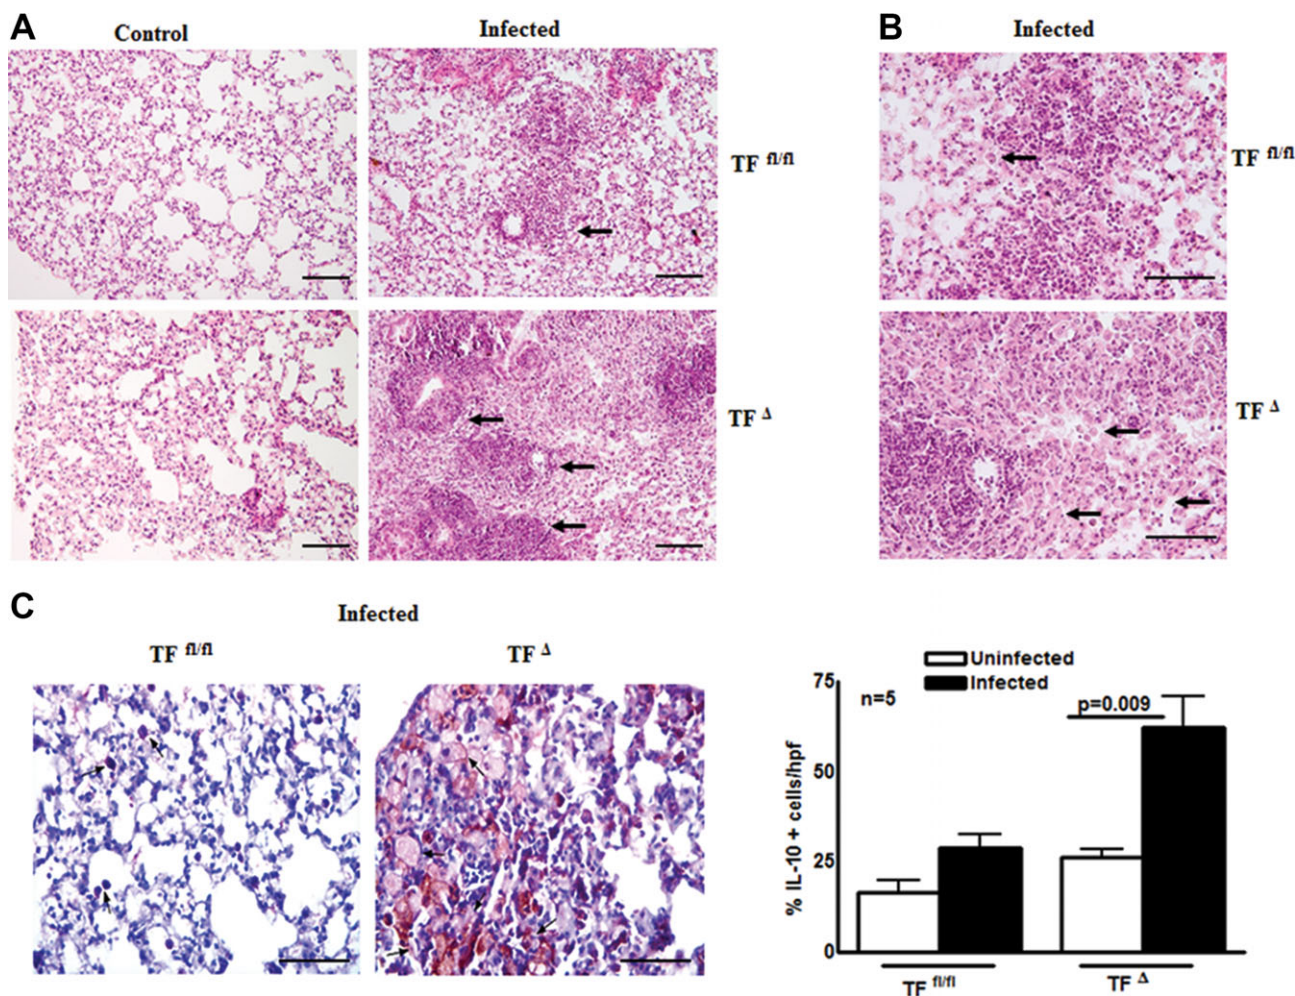 A
Control
Infected
TF fl/fl
TF Δ
B
Infected
TF fl/fl
TF Δ
C
Infected
TF fl/fl
TF Δ
Uninfected
Infected
n=5
p=0.009
75
50
25
0
% IL-10 + cells/hpf
TF fl/fl
TF Δ